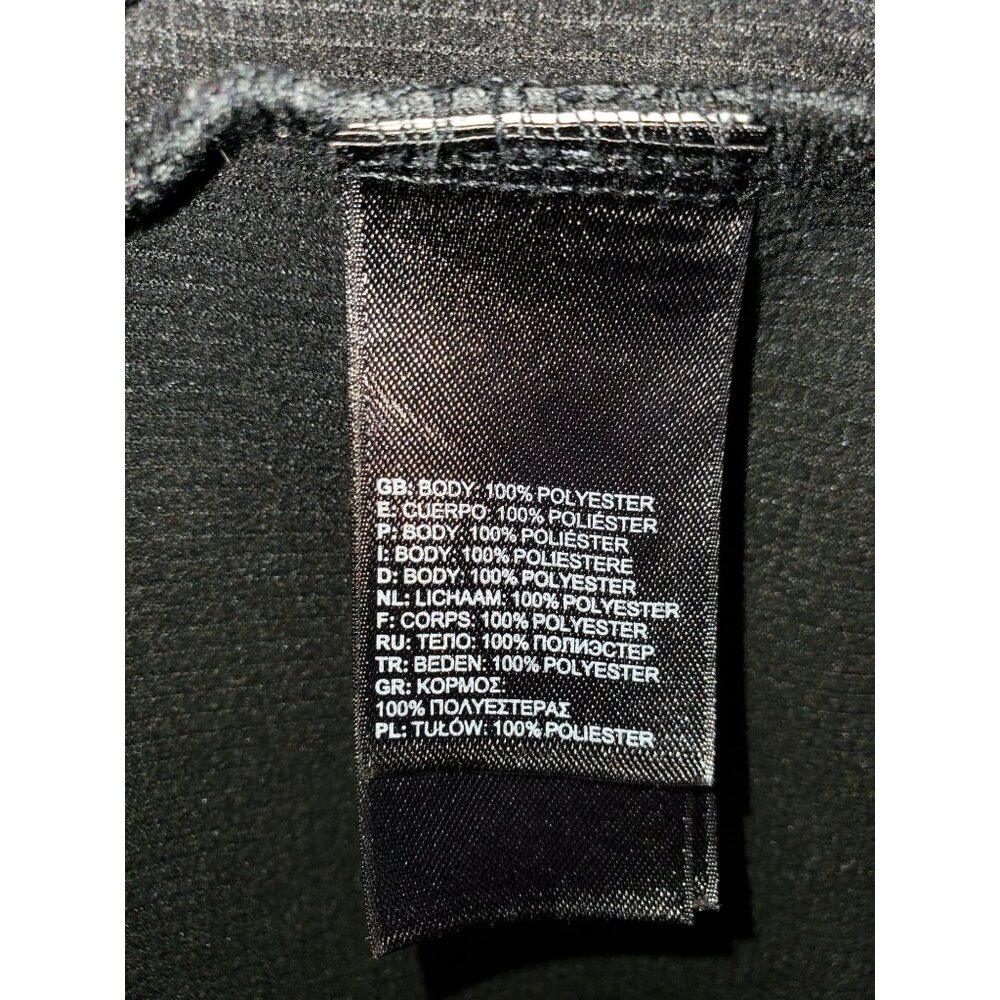 GB: BODY: 100% POLYESTER
E: CUERPO: 100% POLIÉSTER
P: BODY: 100% POLIÉSTER
I: BODY: 100% POLIESTERE
D: BODY: 100% POLYESTER
NL: LICHAAM: 100% POLYESTER
F: CORPS: 100% POLYESTER
RU: ТЕЛО: 100% ПОЛИЭСТЕР
TR: BEDEN: 100% POLYESTER
GR: ΚΟΡΜΟΣ:
100% ΠΟΛΥΕΣΤΕΡΑΣ
PL: TUŁÓW: 100% POLIESTER